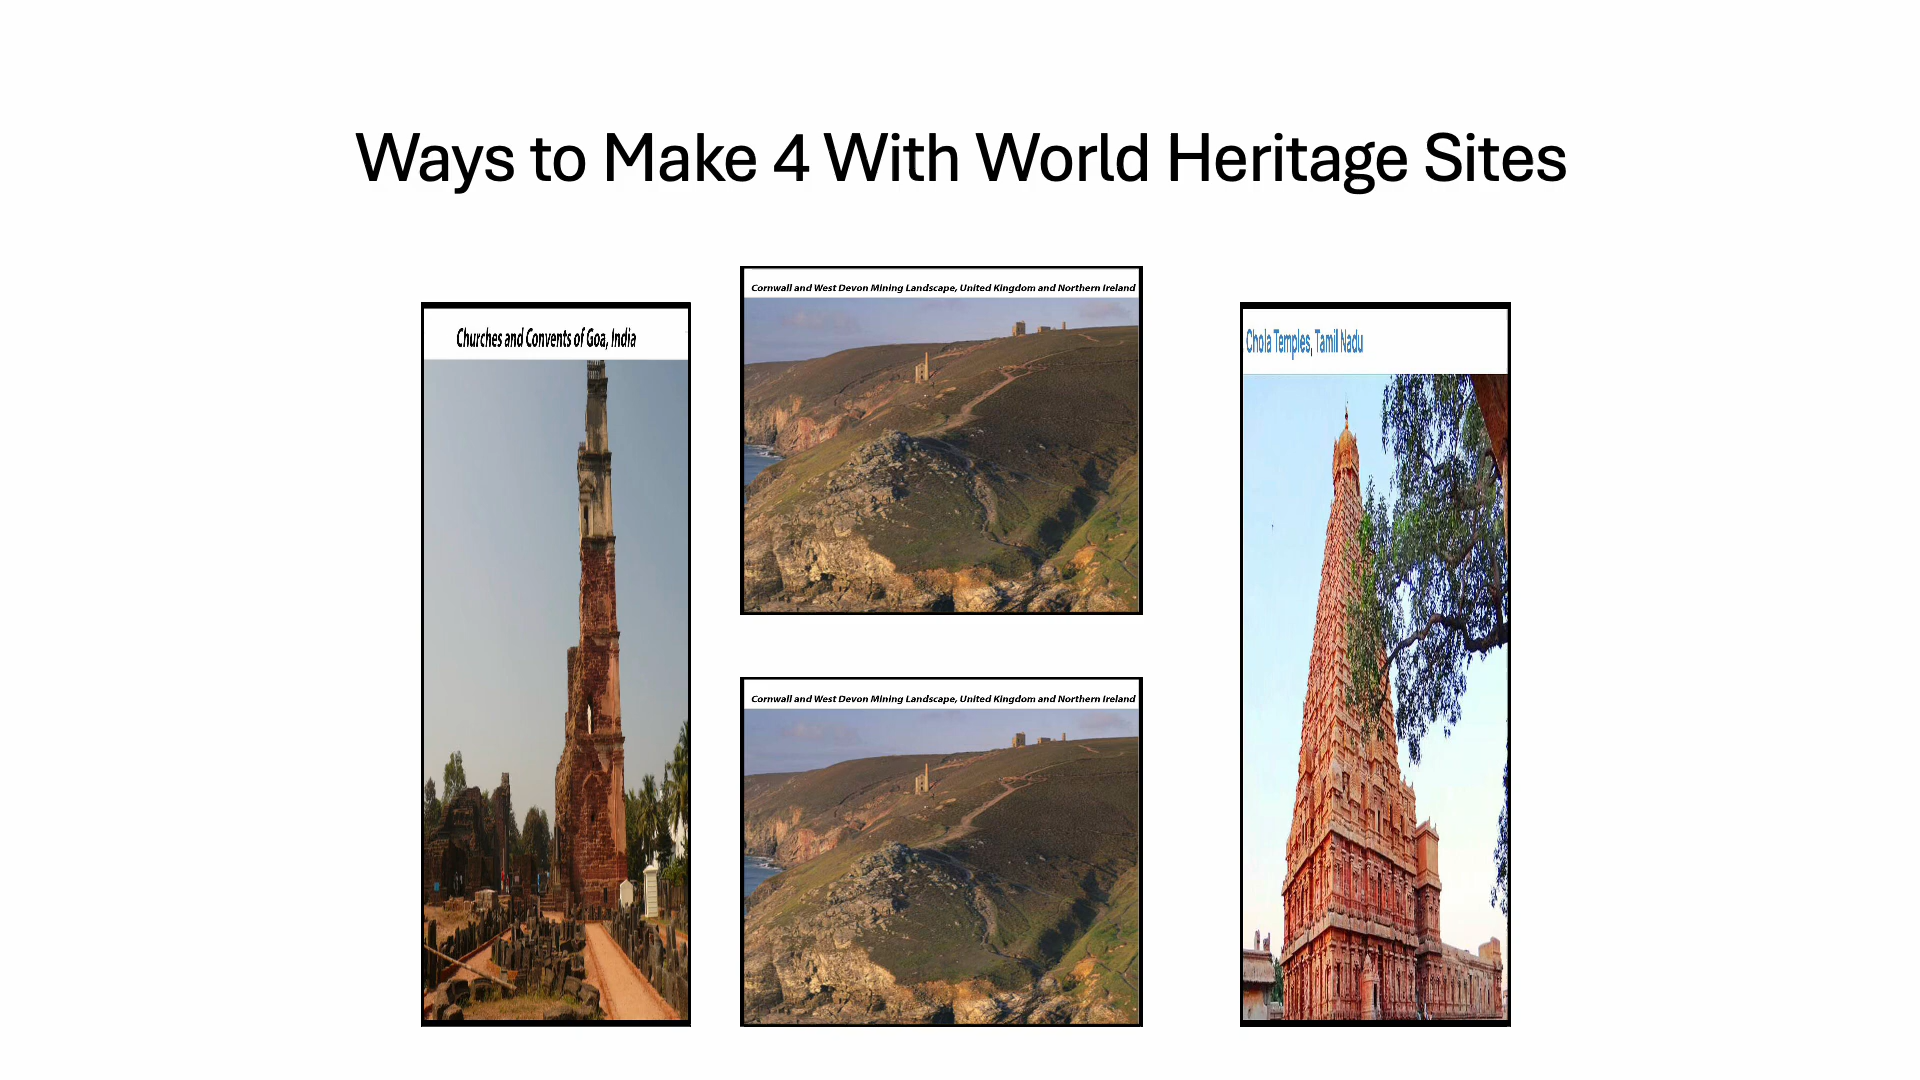 Ways to Make 4 With World Heritage Sites
Churches and Convents of Goa, India
Cornwall and West Devon Mining Landscape, United Kingdom and Northern Ireland
Cornwall and West Devon Mining Landscape, United Kingdom and Northern Ireland
Chola Temples, Tamil Nadu